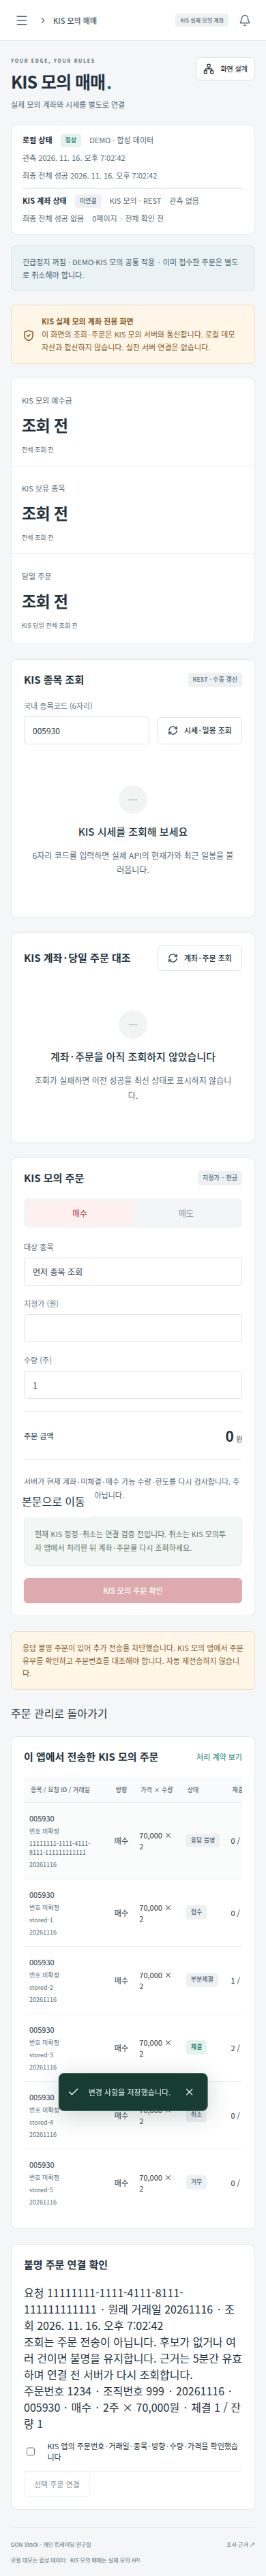 KIS 모의 매매
KIS 실제 모의 계좌
YOUR EDGE, YOUR RULES
KIS 모의 매매.
화면 설계
실제 모의 계좌와 시세를 별도로 연결
로컬 상태 정상 DEMO · 합성 데이터
관측 2026. 11. 16. 오후 7:02:42
최종 전체 성공 2026. 11. 16. 오후 7:02:42
KIS 계좌 상태 미연결 KIS 모의 · REST 관측 없음
최종 전체 성공 없음 0페이지 · 전체 확인 전
긴급정지 꺼짐 · DEMO·KIS 모의 공통 적용 · 이미 접수한 주문은 별도
로 취소해야 합니다.
KIS 실제 모의 계좌 전용 화면
이 화면의 조회·주문은 KIS 모의 서버와 통신합니다. 로컬 데모
자산과 합산하지 않습니다. 실전 서버 연결은 없습니다.
KIS 모의 예수금
조회 전
전체 조회 전
KIS 보유 종목
조회 전
전체 조회 전
당일 주문
조회 전
KIS 당일 전체 조회 전
KIS 종목 조회
REST · 수동 갱신
국내 종목코드 (6자리)
005930
시세·일봉 조회
KIS 시세를 조회해 보세요
6자리 코드를 입력하면 실제 API의 현재가와 최근 일봉을 불
러옵니다.
KIS 계좌·당일 주문 대조
계좌·주문 조회
계좌·주문을 아직 조회하지 않았습니다
조회가 실패하면 이전 성공을 최신 상태로 표시하지 않습니
다.
KIS 모의 주문
지정가 · 현금
매수
매도
대상 종목
먼저 종목 조회
지정가 (원)
수량 (주)
1
주문 금액
0 원
서버가 현재 계좌·미체결·매수 가능 수량·한도를 다시 검사합니다. 주
아닙니다.
본문으로 이동
현재 KIS 정정·취소는 연결 검증 전입니다. 취소는 KIS 모의투
자 앱에서 처리한 뒤 계좌·주문을 다시 조회하세요.
KIS 모의 주문 확인
응답 불명 주문이 있어 추가 전송을 차단했습니다. KIS 모의 앱에서 주문
유무를 확인하고 주문번호를 대조해야 합니다. 자동 재전송하지 않습니
다.
주문 관리로 돌아가기
이 앱에서 전송한 KIS 모의 주문
처리 계약 보기
종목 / 요청 ID / 거래일 방향 가격 × 수량 상태 체결
005930
번호 미확정
11111111-1111-4111-
8111-111111111111
20261116
매수
70,000 ×
2
응답 불명
0 /
005930
번호 미확정
stored-1
20261116
매수
70,000 ×
2
접수
0 /
005930
번호 미확정
stored-2
20261116
매수
70,000 ×
2
부분체결
1 /
005930
번호 미확정
stored-3
20261116
매수
70,000 ×
2
체결
2 /
005930
번호 미확정
stored-4
20261116
매수
70,000 ×
2
취소
0 /
변경 사항을 저장했습니다.
005930
번호 미확정
stored-5
20261116
매수
70,000 ×
2
거부
0 /
불명 주문 연결 확인
요청 11111111-1111-4111-8111-
111111111111 · 원래 거래일 20261116 · 조
회 2026. 11. 16. 오후 7:02:42
조회는 주문 전송이 아닙니다. 후보가 없거나 여
러 건이면 불명을 유지합니다. 근거는 5분간 유효
하며 연결 전 서버가 다시 조회합니다.
주문번호 1234 · 조직번호 999 · 20261116 ·
005930 · 매수 · 2주 × 70,000원 · 체결 1 / 잔
량 1
KIS 앱의 주문번호·거래일·종목·방향·수량·가격을 확인했습
니다
선택 주문 연결
GON Stock · 개인 트레이딩 워크벤치
조사 근거 ↗
로컬 데모는 합성 데이터 · KIS 모의 매매는 실제 모의 API